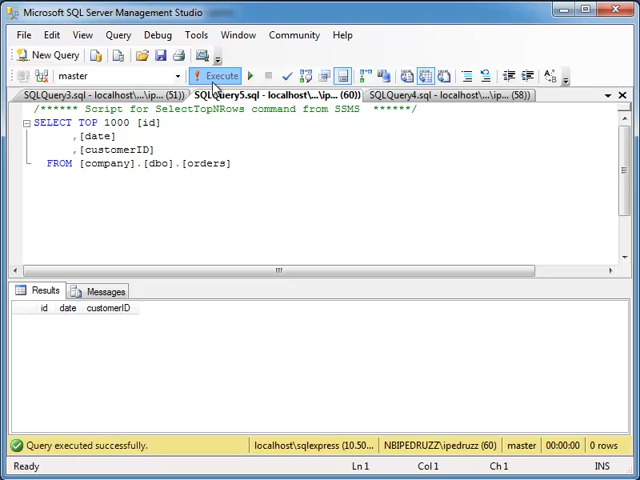 Microsoft SQL Server Management Studio
File Edit View Query Debug Tools Window Community Help
New Query
master Execute
SQLQuery3.sql - localhost\...\ip... (51)) SQLQuery5.sql - localhost\...\ip... (60)) SQLQuery4.sql - localhost\...\ip... (58))
/****** Script for SelectTopNRows command from SSMS ******/
SELECT TOP 1000 [id]
,[date]
,[customerID]
FROM [company].[dbo].[orders]
Results Messages
id date customerID
Query executed successfully. localhost\sqlexpress (10.50... NBIPEDRUZZ\ipedruzz (60) master 00:00:00 0 rows
Ready Ln 1 Col 1 Ch 1 INS